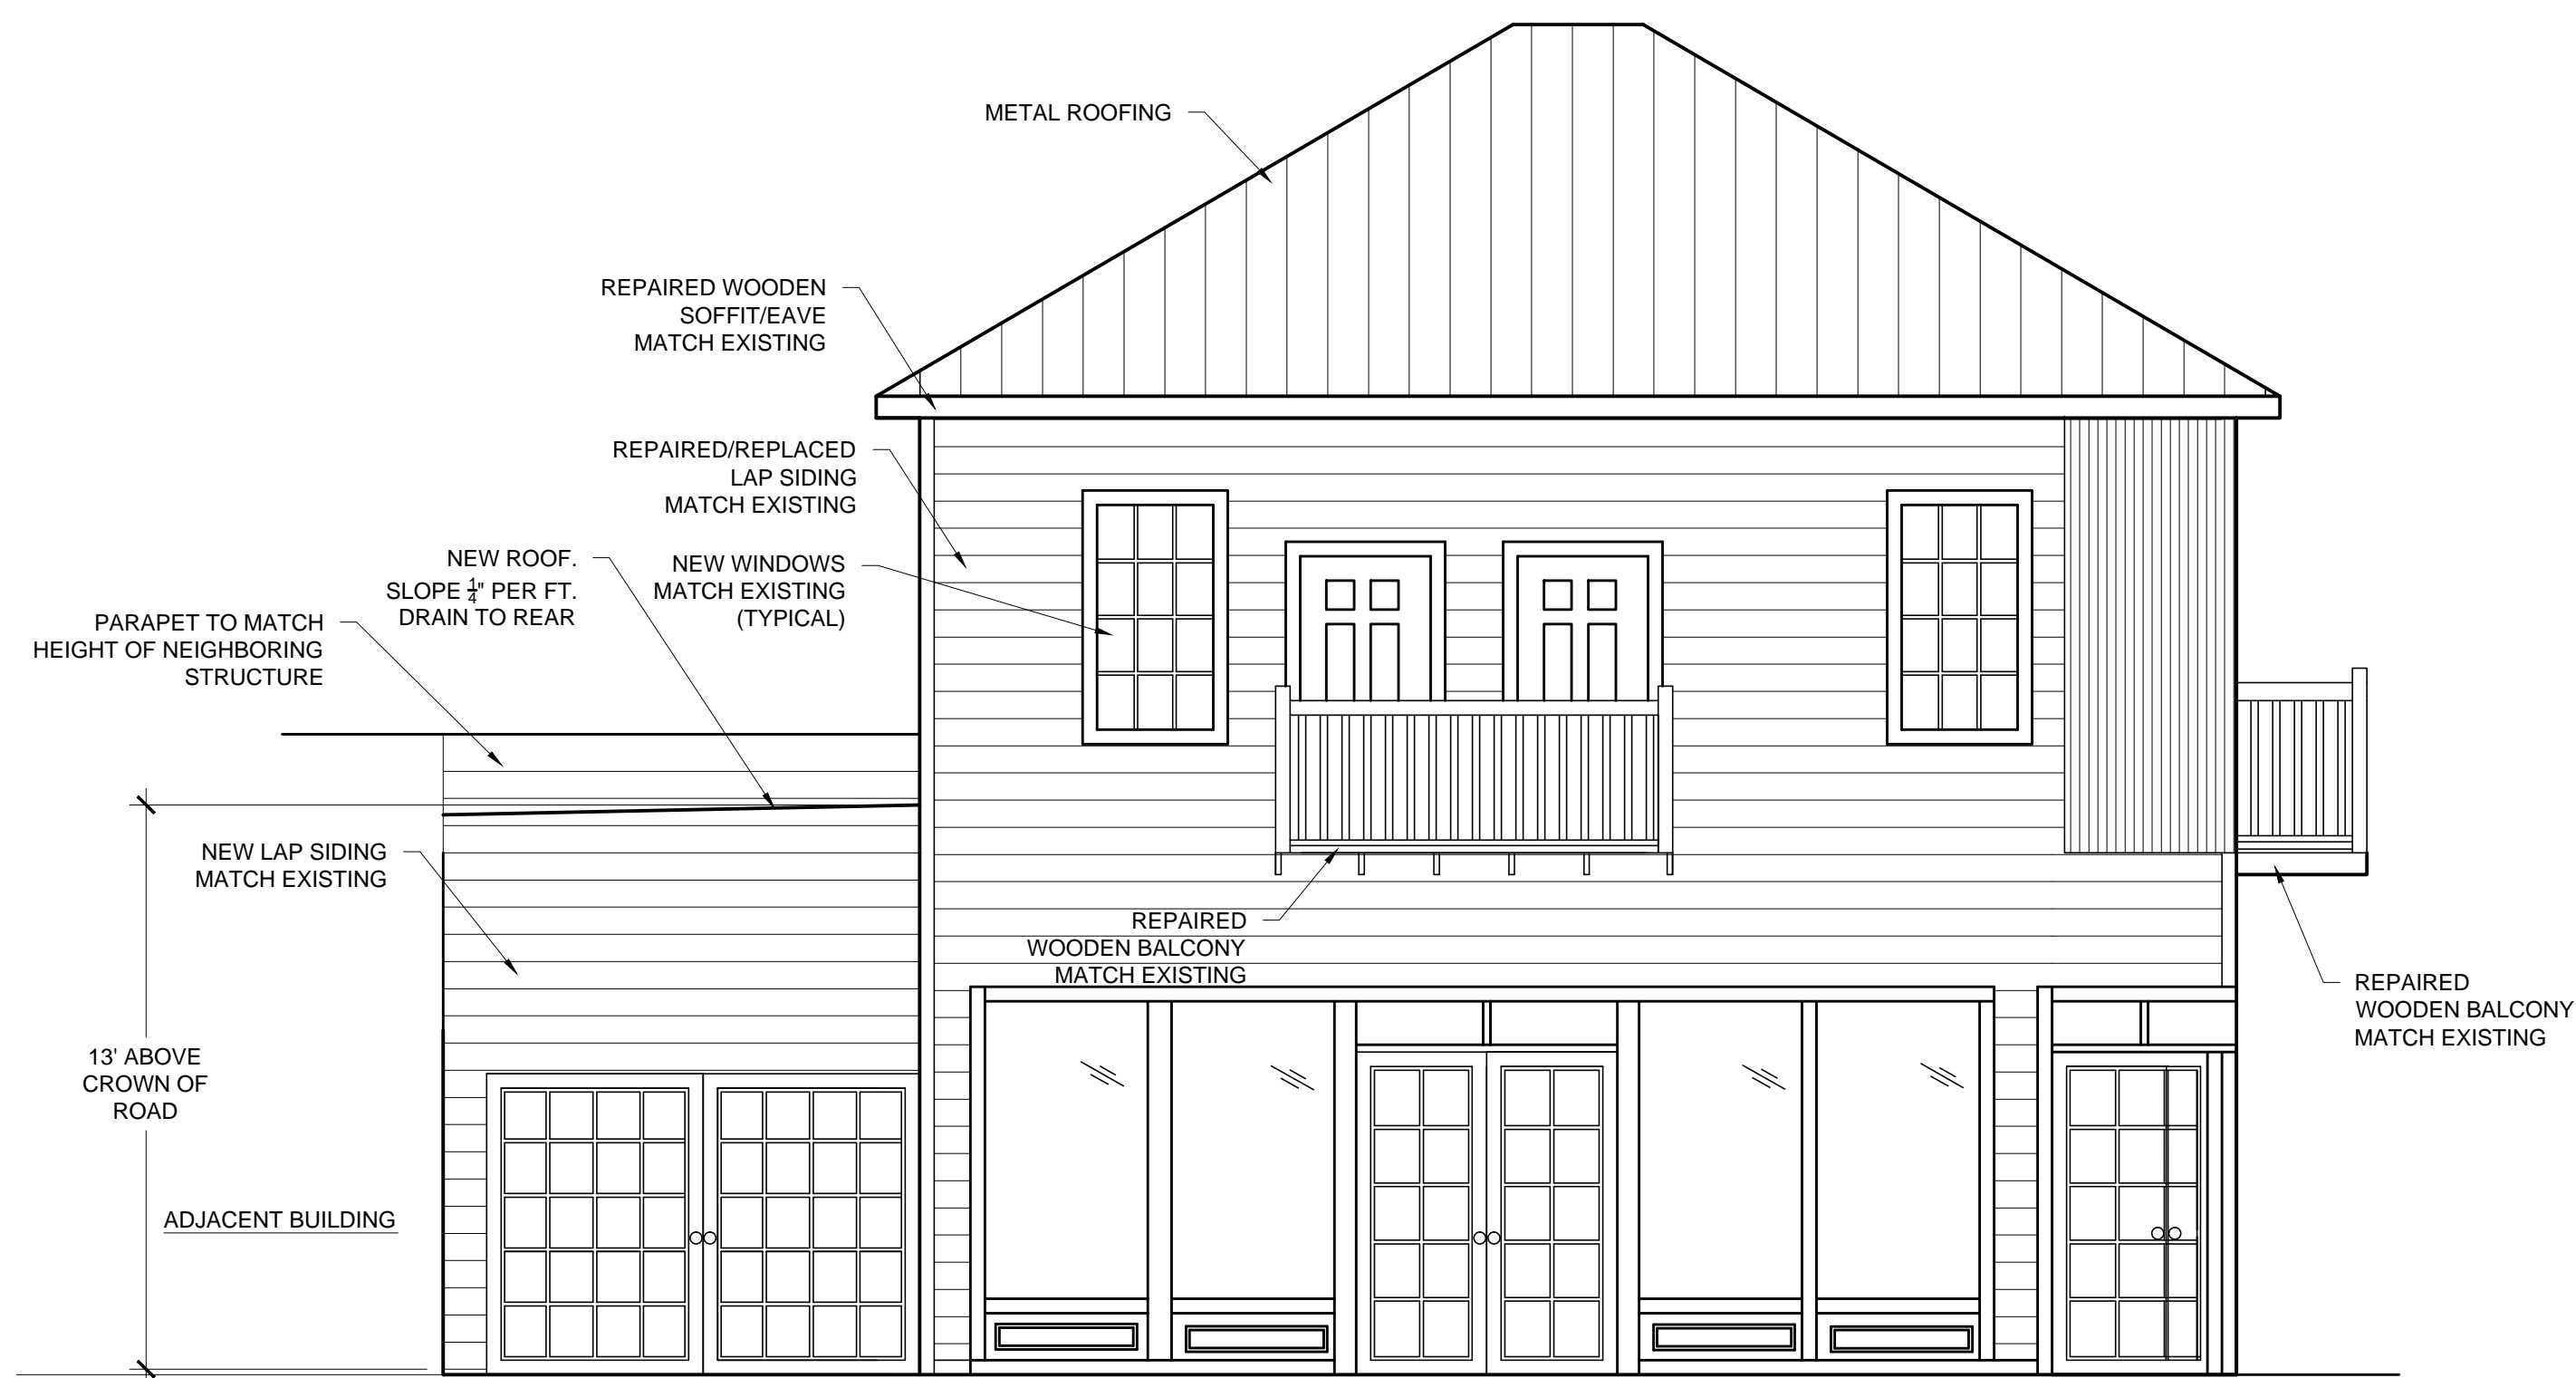 METAL ROOFING
REPAIRED WOODEN
SOFFIT/EAVE
MATCH EXISTING
REPAIRED/REPLACED
LAP SIDING
MATCH EXISTING
NEW ROOF.
SLOPE 1/4" PER FT.
DRAIN TO REAR
NEW WINDOWS
MATCH EXISTING
(TYPICAL)
PARAPET TO MATCH
HEIGHT OF NEIGHBORING
STRUCTURE
NEW LAP SIDING
MATCH EXISTING
REPAIRED
WOODEN BALCONY
MATCH EXISTING
REPAIRED
WOODEN BALCONY
MATCH EXISTING
13' ABOVE
CROWN OF
ROAD
ADJACENT BUILDING